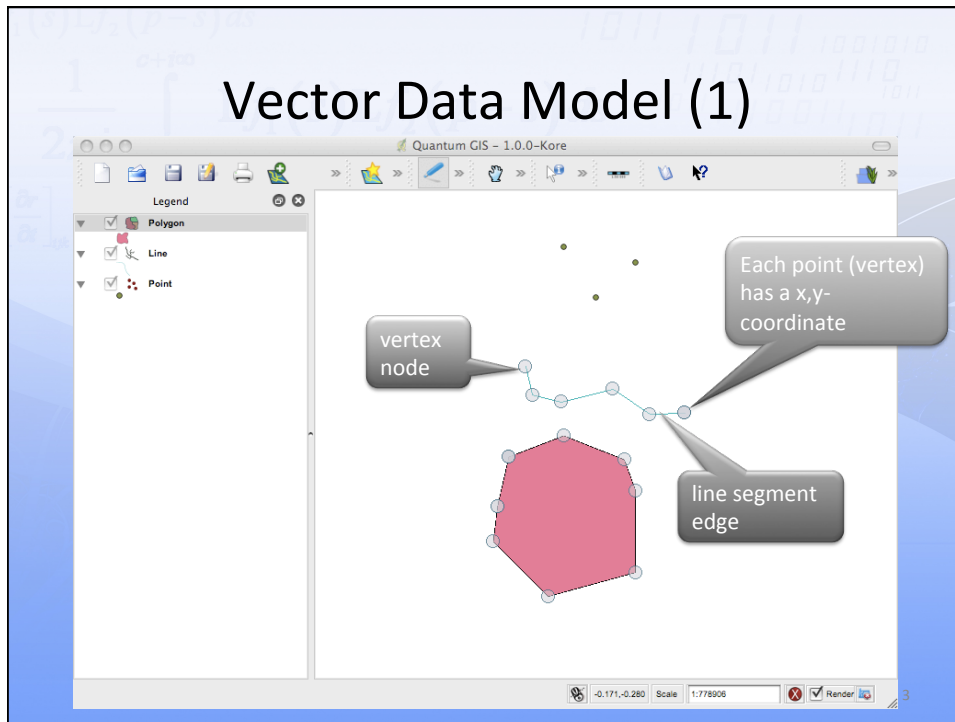 Vector Data Model (1)
Quantum GIS – 1.0.0-Kore
Legend
Polygon
Line
Point
Each point (vertex)
has a x,y-
coordinate
vertex
node
line segment
edge
-0.171,-0.280 Scale 1:778906 Render
3